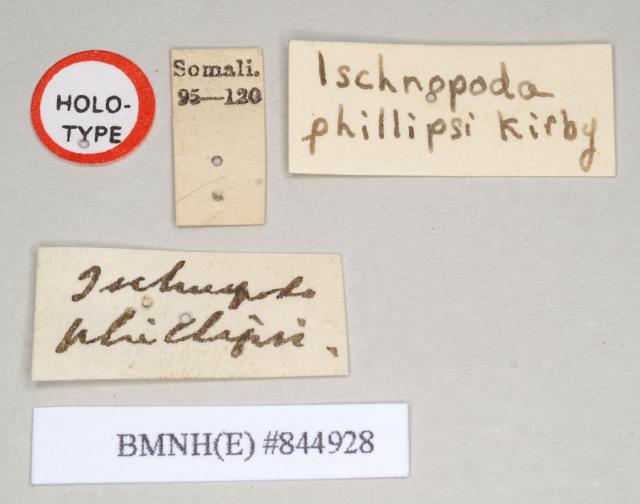 HOLO-
TYPE
Somali.
95—120
Ischnopoda
phillipsi Kirby
Ischnopoda
phillipsi.
BMNH(E) #844928